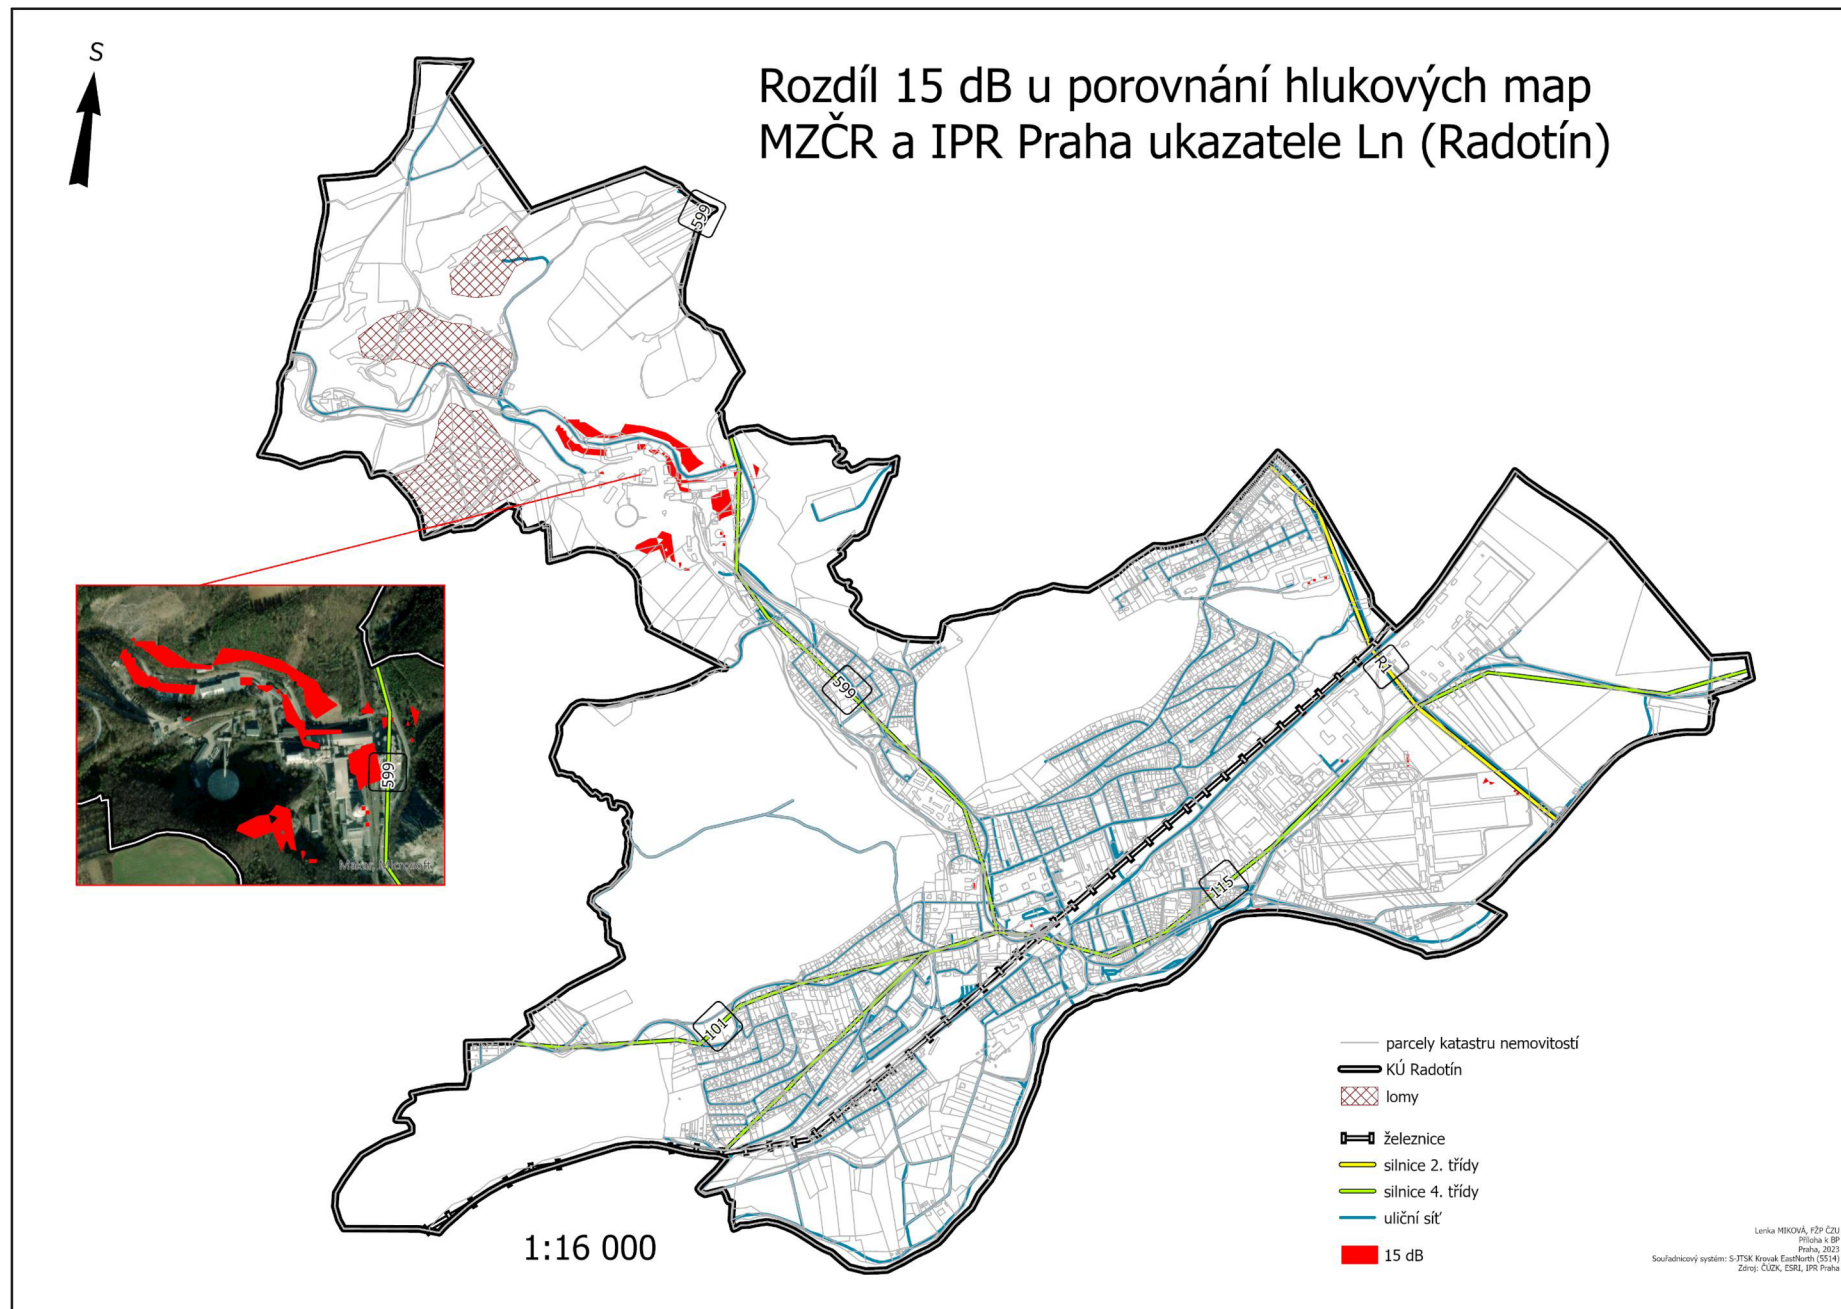 S
Rozdíl 15 dB u porovnání hlukových map
MZČR a IPR Praha ukazatele Ln (Radotín)
599
599
R1
599
Maxar, Microsoft
115
101
parcely katastru nemovitostí
KÚ Radotín
lomy
železnice
silnice 2. třídy
silnice 4. třídy
uliční síť
15 dB
1:16 000
Lenka MIKOVÁ, FŽP ČZU
Příloha k BP
Praha, 2023
Souřadnicový systém: S-JTSK Krovak EastNorth (5514)
Zdroj: ČÚZK, ESRI, IPR Praha